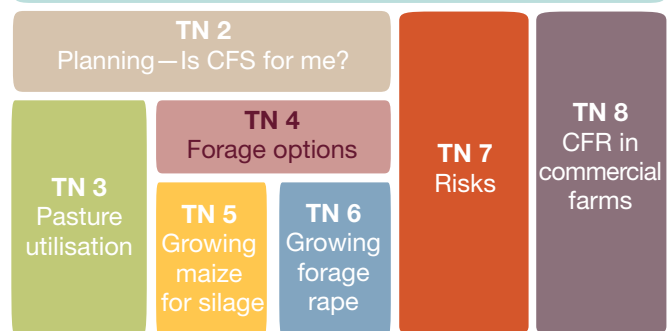 TN 2
Planning—Is CFS for me?
TN 3
Pasture
utilisation
TN 4
Forage options
TN 5
Growing
maize
for silage
TN 6
Growing
forage
rape
TN 7
Risks
TN 8
CFR in
commercial
farms